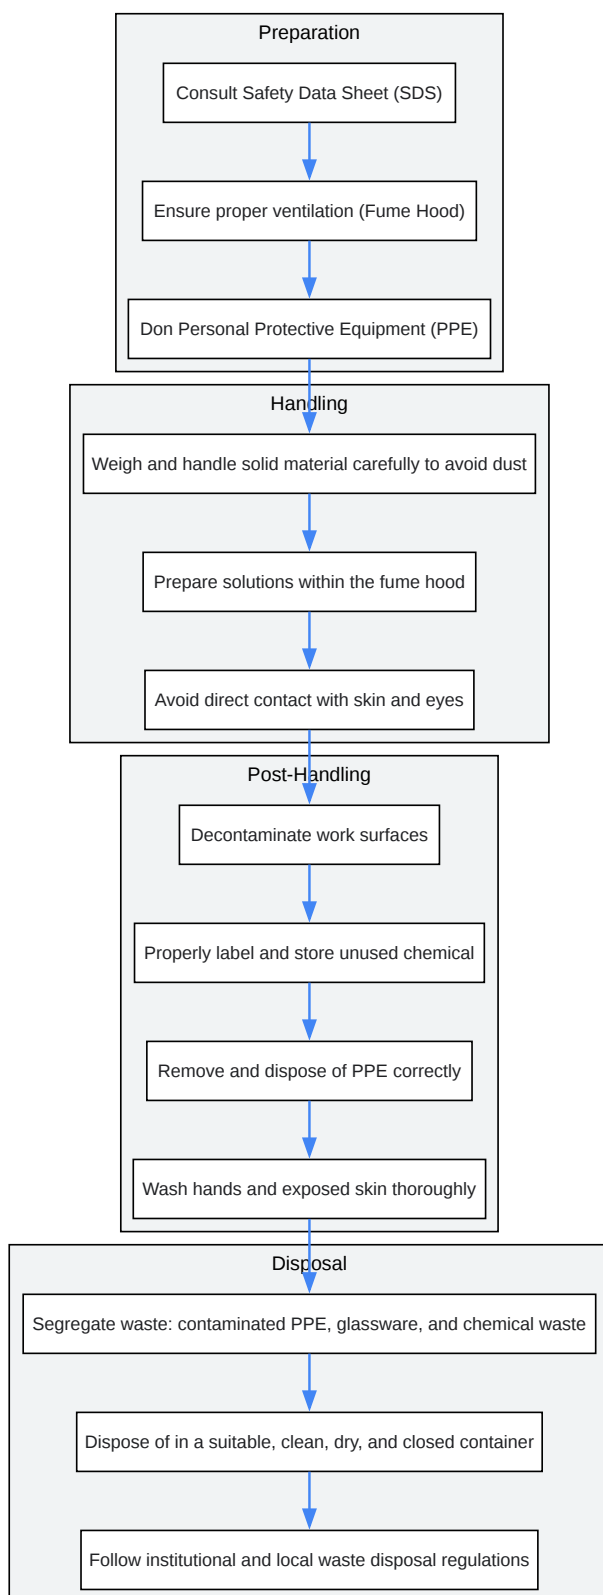 Preparation
Consult Safety Data Sheet (SDS)
Ensure proper ventilation (Fume Hood)
Don Personal Protective Equipment (PPE)
Handling
Weigh and handle solid material carefully to avoid dust
Prepare solutions within the fume hood
Avoid direct contact with skin and eyes
Post-Handling
Decontaminate work surfaces
Properly label and store unused chemical
Remove and dispose of PPE correctly
Wash hands and exposed skin thoroughly
Disposal
Segregate waste: contaminated PPE, glassware, and chemical waste
Dispose of in a suitable, clean, dry, and closed container
Follow institutional and local waste disposal regulations